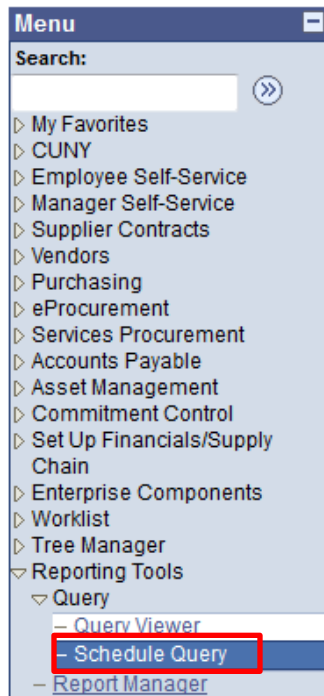 Menu
Search:
My Favorites
CUNY
Employee Self-Service
Manager Self-Service
Supplier Contracts
Vendors
Purchasing
eProcurement
Services Procurement
Accounts Payable
Asset Management
Commitment Control
Set Up Financials/Supply
Chain
Enterprise Components
Worklist
Tree Manager
Reporting Tools
Query
– Query Viewer
– Schedule Query
– Report Manager